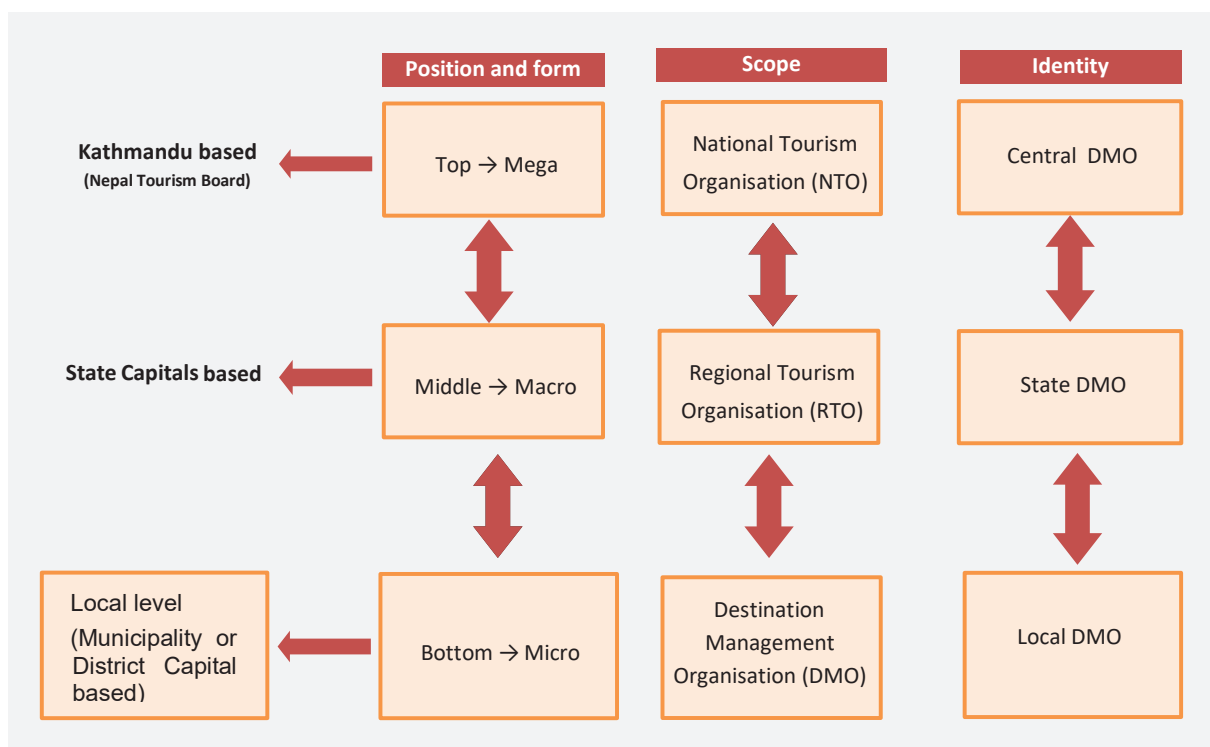 Position and form
Scope
Identity
Kathmandu based
(Nepal Tourism Board)
Top → Mega
National Tourism
Organisation (NTO)
Central DMO
State Capitals based
Middle → Macro
Regional Tourism
Organisation (RTO)
State DMO
Local level
(Municipality or
District Capital
based)
Bottom → Micro
Destination
Management
Organisation (DMO)
Local DMO